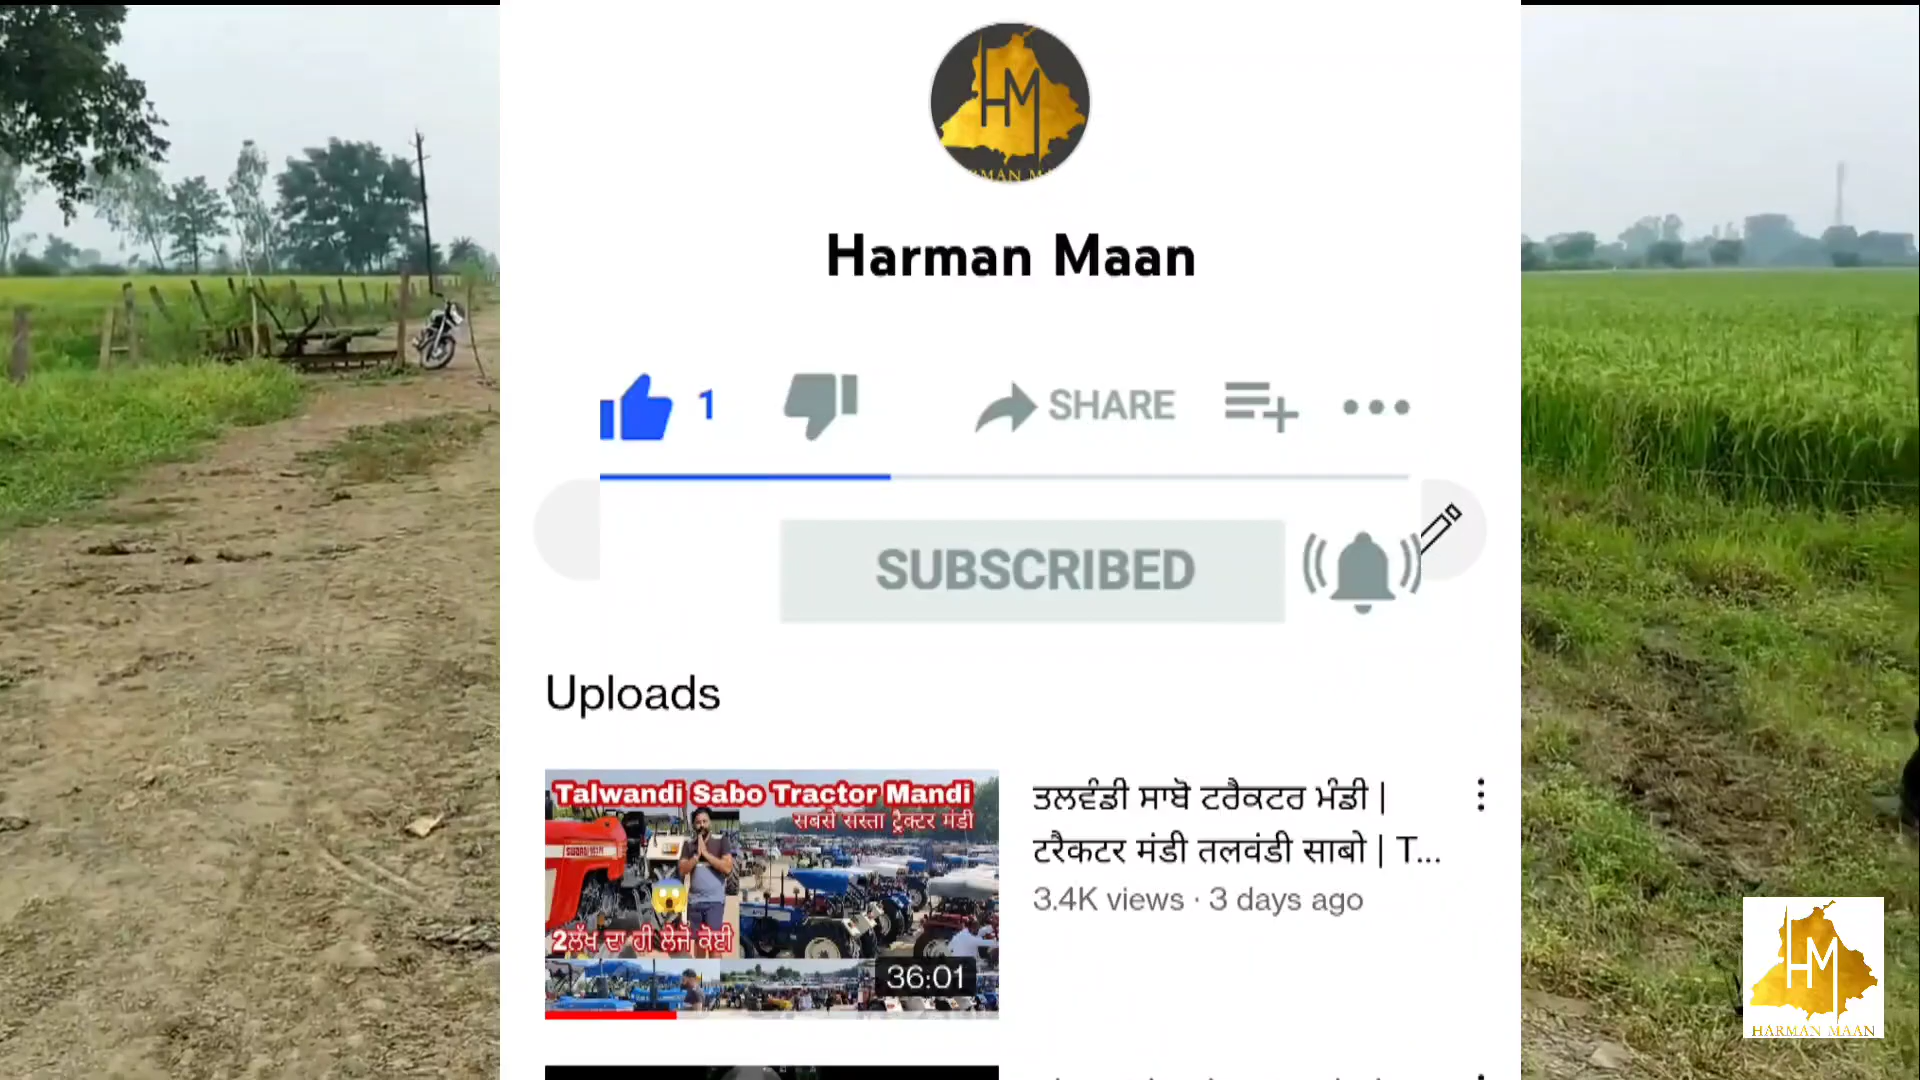 HM
Harman Maan
1
SHARE
SUBSCRIBED
Uploads
Talwandi Sabo Tractor Mandi
सबसे सस्ता ट्रैक्टर मंडी
2ਲੱਖ ਦਾ ਹੀ ਲੇਜੋ ਕੋਈ
36:01
ਤਲਵੰਡੀ ਸਾਬੋ ਟਰੈਕਟਰ ਮੰਡੀ |
टरैकटर मंडी तलवंडी साबो | T...
3.4K views · 3 days ago
HM
HARMAN MAAN